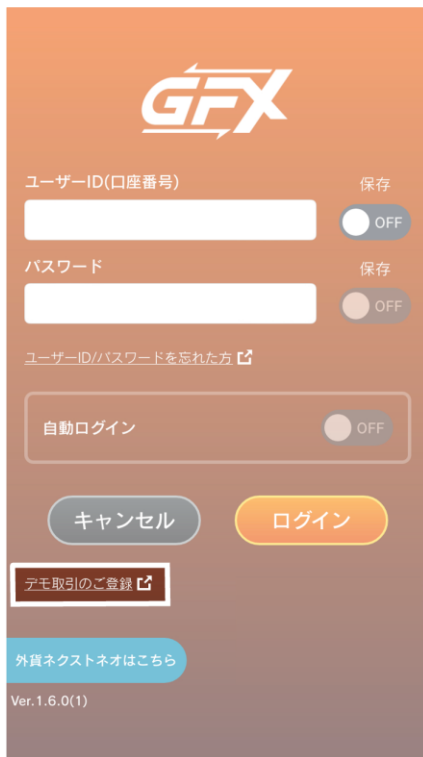 GFX
ユーザーID(口座番号)
保存
OFF
パスワード
保存
OFF
ユーザーID/パスワードを忘れた方
自動ログイン
OFF
キャンセル
ログイン
デモ取引のご登録
外貨ネクストネオはこちら
Ver.1.6.0(1)